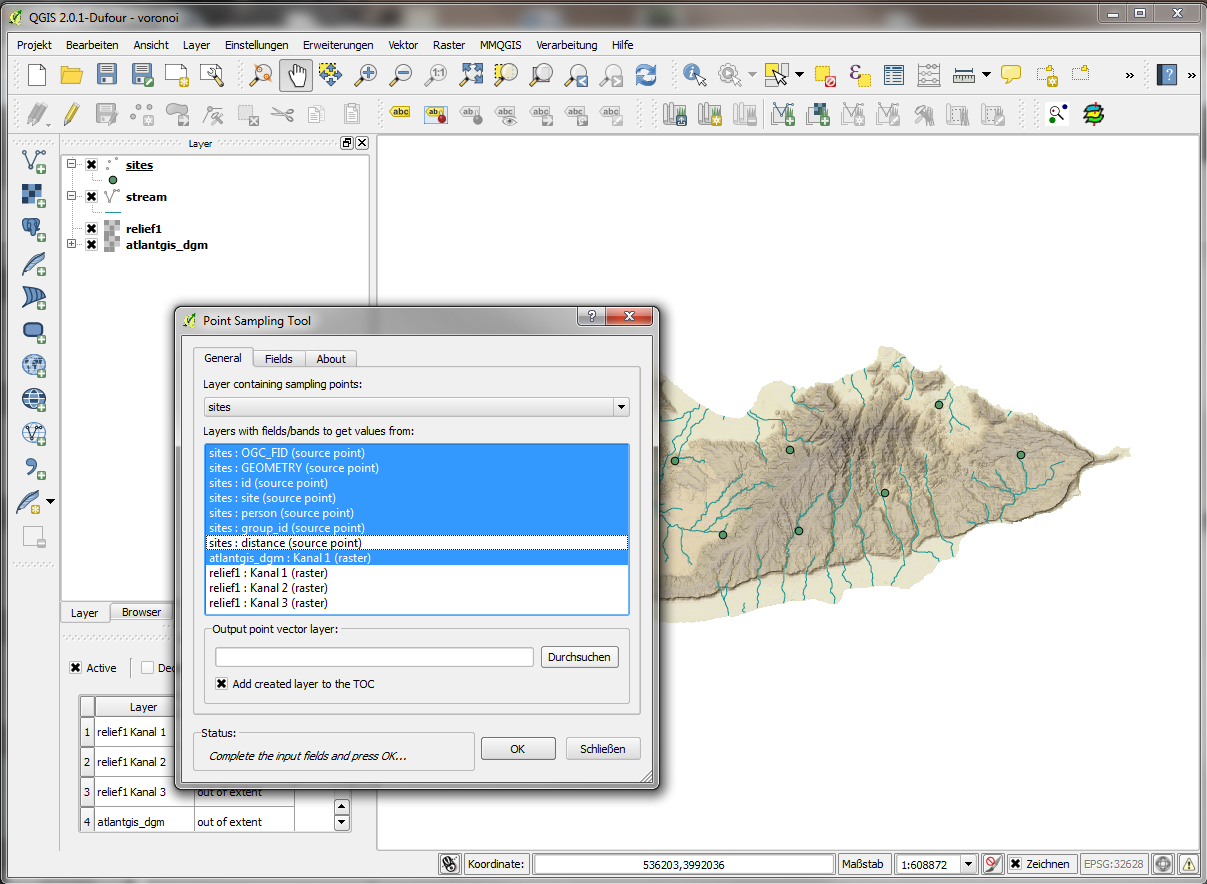 QGIS 2.0.1-Dufour - voronoi
Projekt Bearbeiten Ansicht Layer Einstellungen Erweiterungen Vektor Raster MMQGIS Verarbeitung Hilfe
Layer
sites
stream
relief1
atlantgis_dgm
Layer Browser
Active
Layer
1 relief1 Kanal 1
2 relief1 Kanal 2
3 relief1 Kanal 3 out of extent
4 atlantgis_dgm out of extent
Point Sampling Tool
General Fields About
Layer containing sampling points:
sites
Layers with fields/bands to get values from:
sites : OGC_FID (source point)
sites : GEOMETRY (source point)
sites : id (source point)
sites : site (source point)
sites : person (source point)
sites : group_id (source point)
sites : distance (source point)
atlantgis_dgm : Kanal 1 (raster)
relief1 : Kanal 1 (raster)
relief1 : Kanal 2 (raster)
relief1 : Kanal 3 (raster)
Output point vector layer:
Durchsuchen
Add created layer to the TOC
Status:
Complete the input fields and press OK...
OK
Schließen
Koordinate: 536203,3992036 Maßstab 1:608872 Zeichnen EPSG:32628